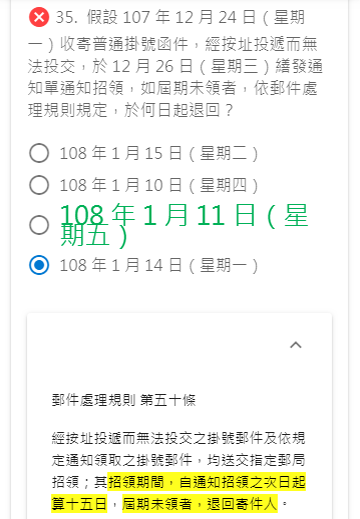 35. 假設 107 年 12 月 24 日（星期
一）收寄普通掛號函件，經按址投遞而無
法投交，於 12 月 26 日（星期三）繕發通
知單通知招領，如屆期未領者，依郵件處
理規則規定，於何日起退回？
108 年 1 月 15 日（星期二）
108 年 1 月 10 日（星期四）
108 年 1 月 11 日（星
期五）
108 年 1 月 14 日（星期一）
郵件處理規則 第五十條
經按址投遞而無法投交之掛號郵件及依規
定通知領取之掛號郵件，均送交指定郵局
招領；其招領期間，自通知招領之次日起
算十五日，屆期未領者，退回寄件人。